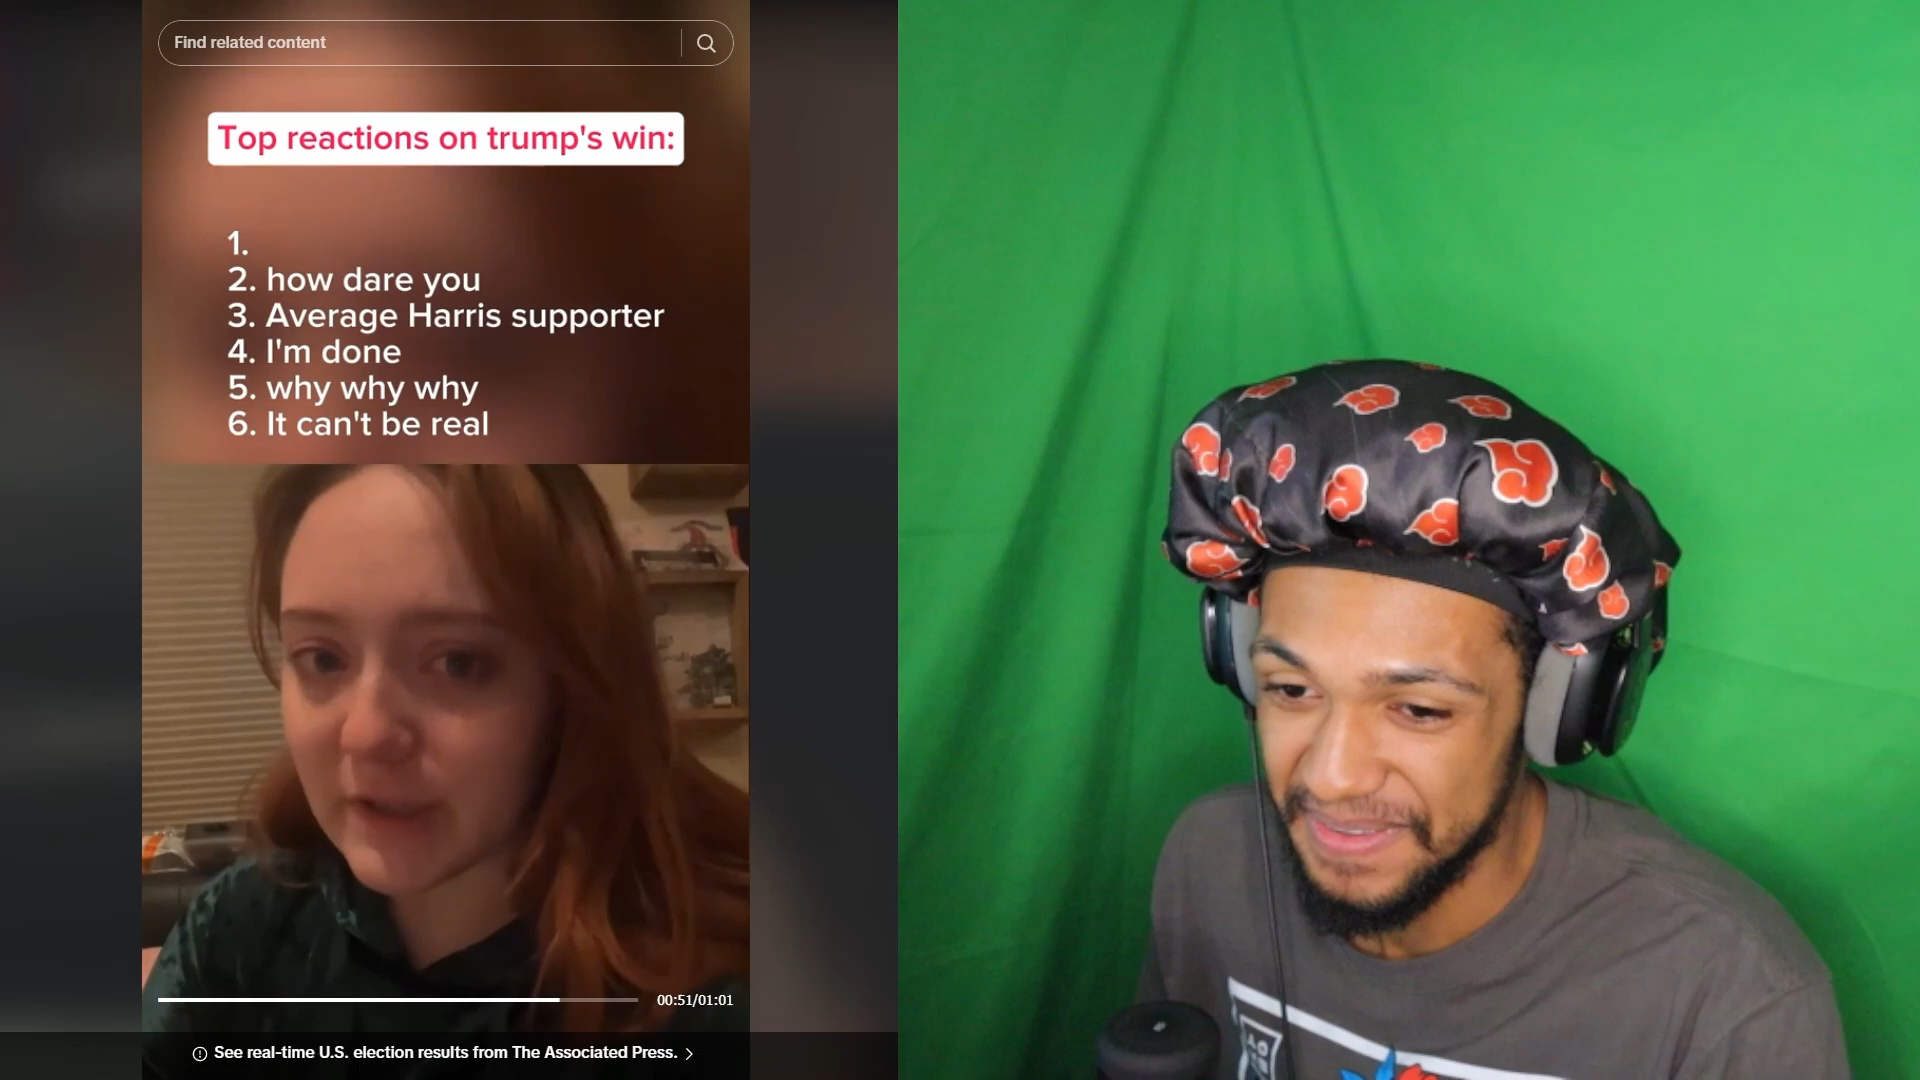 Find related content
Top reactions on trump's win:
1.
2. how dare you
3. Average Harris supporter
4. I'm done
5. why why why
6. It can't be real
00:51/01:01
See real-time U.S. election results from The Associated Press.